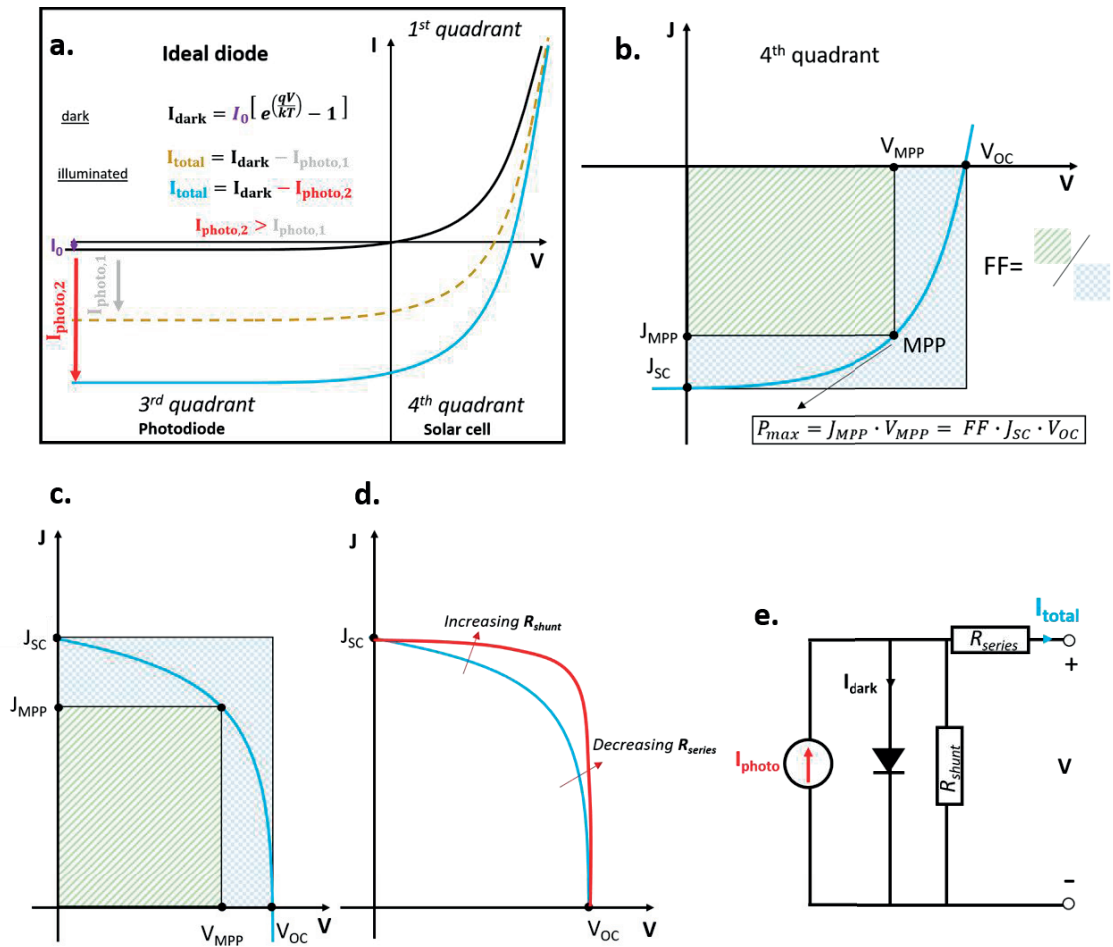 a.
I
1st quadrant
Ideal diode
dark
I_dark = I_0[ e^(qV/kT) − 1 ]
I_total = I_dark − I_photo,1
illuminated
I_total = I_dark − I_photo,2
I_photo,2 > I_photo,1
I_0
V
I_photo,1
I_photo,2
3rd quadrant
Photodiode
4th quadrant
Solar cell
b.
J
4th quadrant
V_MPP
V_OC
V
FF=
J_MPP
MPP
J_SC
P_max = J_MPP · V_MPP = FF · J_SC · V_OC
c.
J
J_SC
J_MPP
V_MPP
V_OC
V
d.
J
J_SC
Increasing R_shunt
Decreasing R_series
V_OC
V
e.
I_total
R_series
+
I_dark
I_photo
R_shunt
V
−